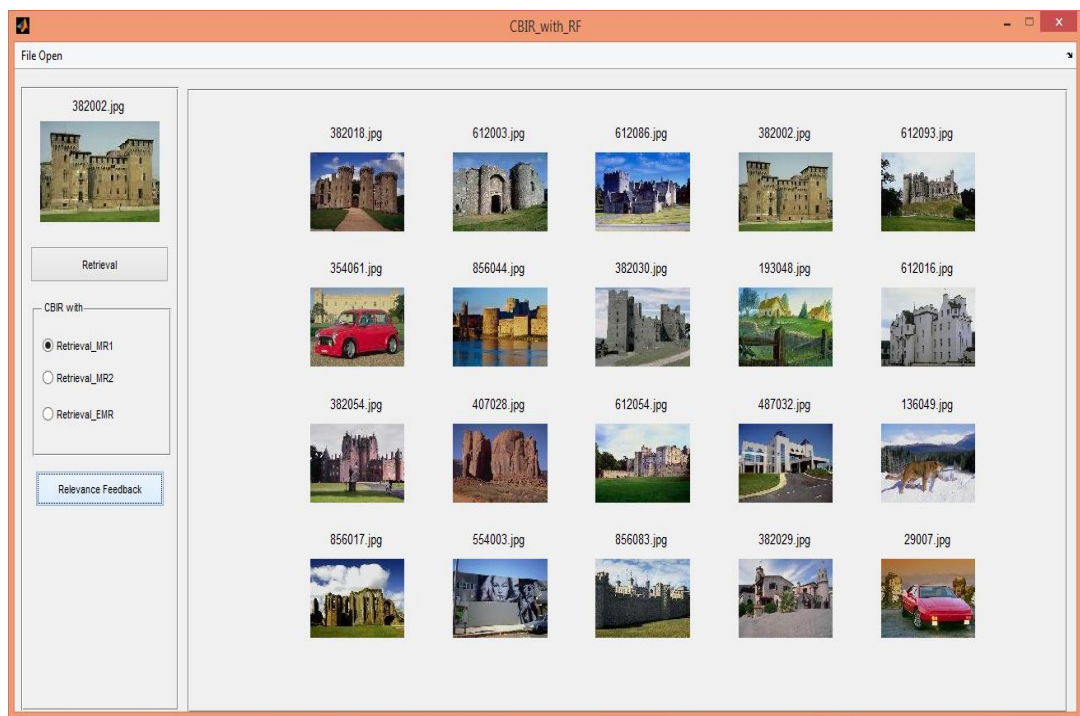 CBIR_with_RF
File Open
382002.jpg
Retrieval
CBIR with
Retrieval_MR1
Retrieval_MR2
Retrieval_EMR
Relevance Feedback
382018.jpg 612003.jpg 612086.jpg 382002.jpg 612093.jpg
354061.jpg 856044.jpg 382030.jpg 193048.jpg 612016.jpg
382054.jpg 407028.jpg 612054.jpg 487032.jpg 136049.jpg
856017.jpg 554003.jpg 856083.jpg 382029.jpg 29007.jpg